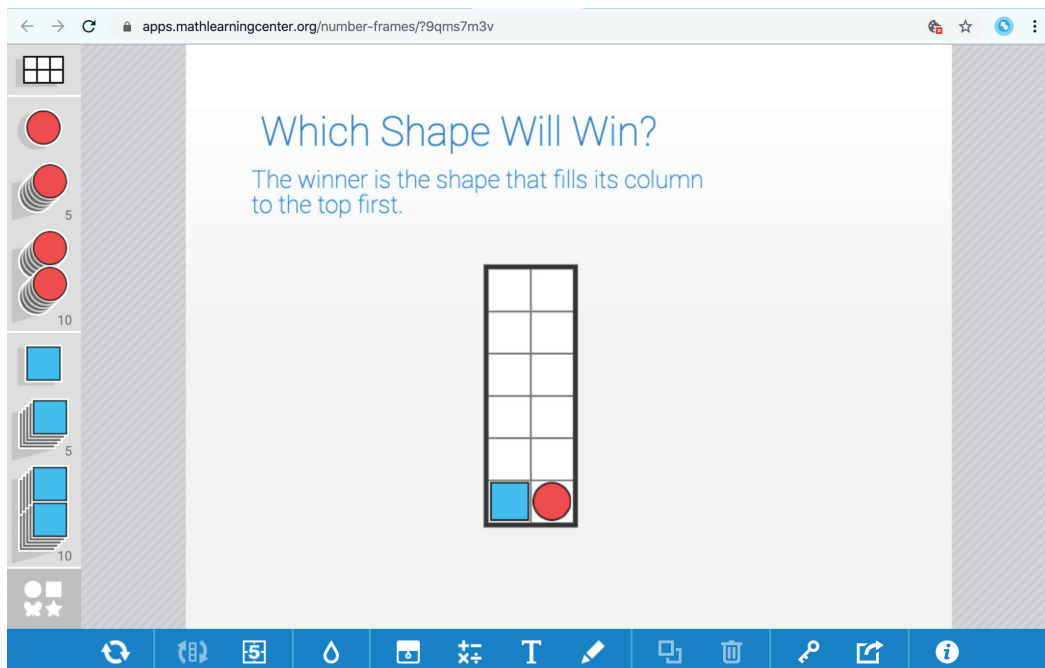 apps.mathlearningcenter.org/number-frames/?9qms7m3v
Which Shape Will Win?
The winner is the shape that fills its column
to the top first.
5
10
5
10
5
T
i